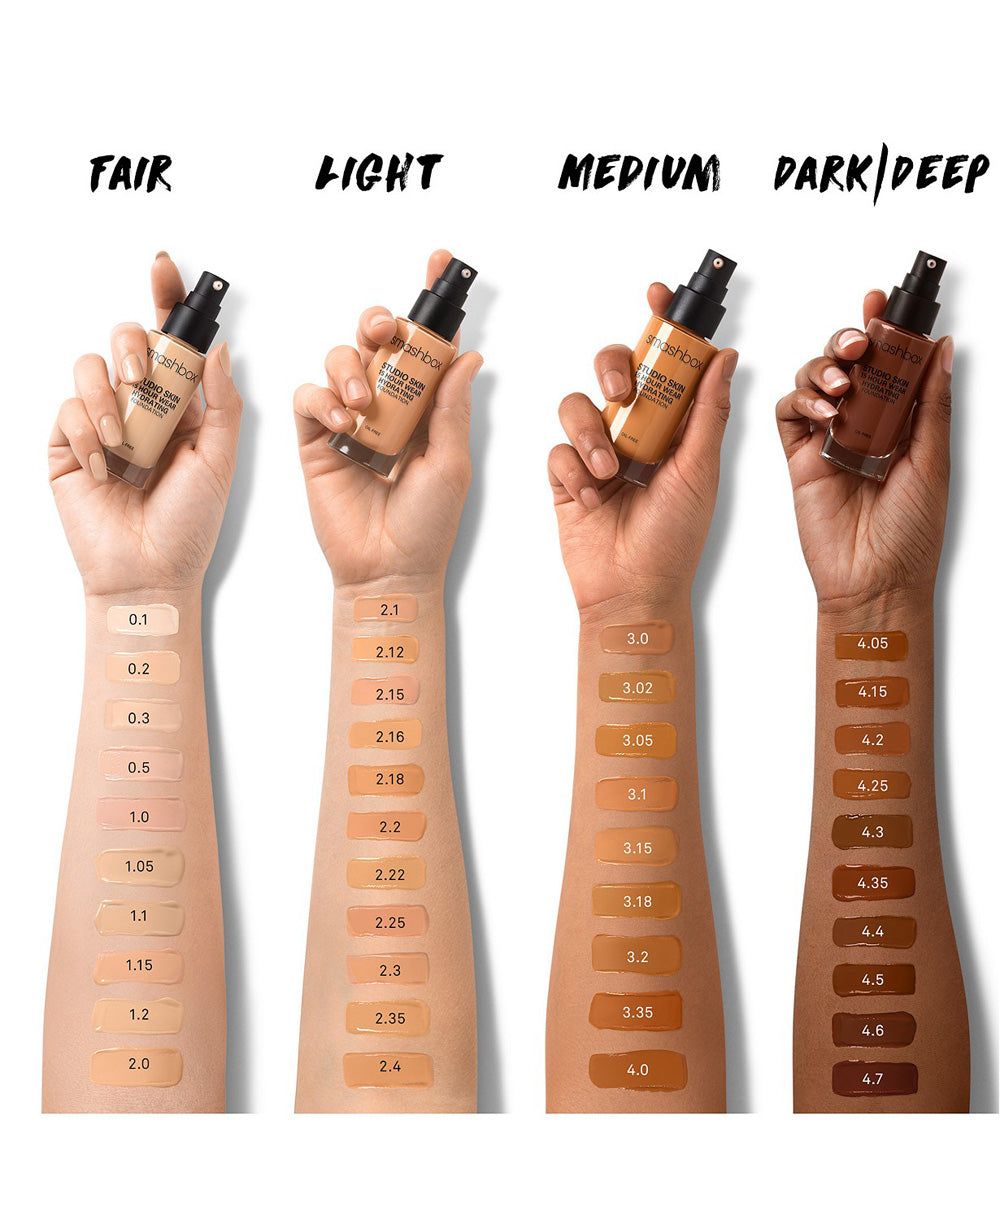 FAIR
LIGHT
MEDIUM
DARK|DEEP
smashbox
STUDIO SKIN
15 HOUR WEAR
HYDRATING
FOUNDATION
OIL-FREE
smashbox
STUDIO SKIN
15 HOUR WEAR
HYDRATING
FOUNDATION
OIL-FREE
smashbox
STUDIO SKIN
15 HOUR WEAR
HYDRATING
FOUNDATION
OIL-FREE
smashbox
STUDIO SKIN
15 HOUR WEAR
HYDRATING
FOUNDATION
OIL-FREE
0.1
0.2
0.3
0.5
1.0
1.05
1.1
1.15
1.2
2.0
2.1
2.12
2.15
2.16
2.18
2.2
2.22
2.25
2.3
2.35
2.4
3.0
3.02
3.05
3.1
3.15
3.18
3.2
3.35
4.0
4.05
4.15
4.2
4.25
4.3
4.35
4.4
4.5
4.6
4.7